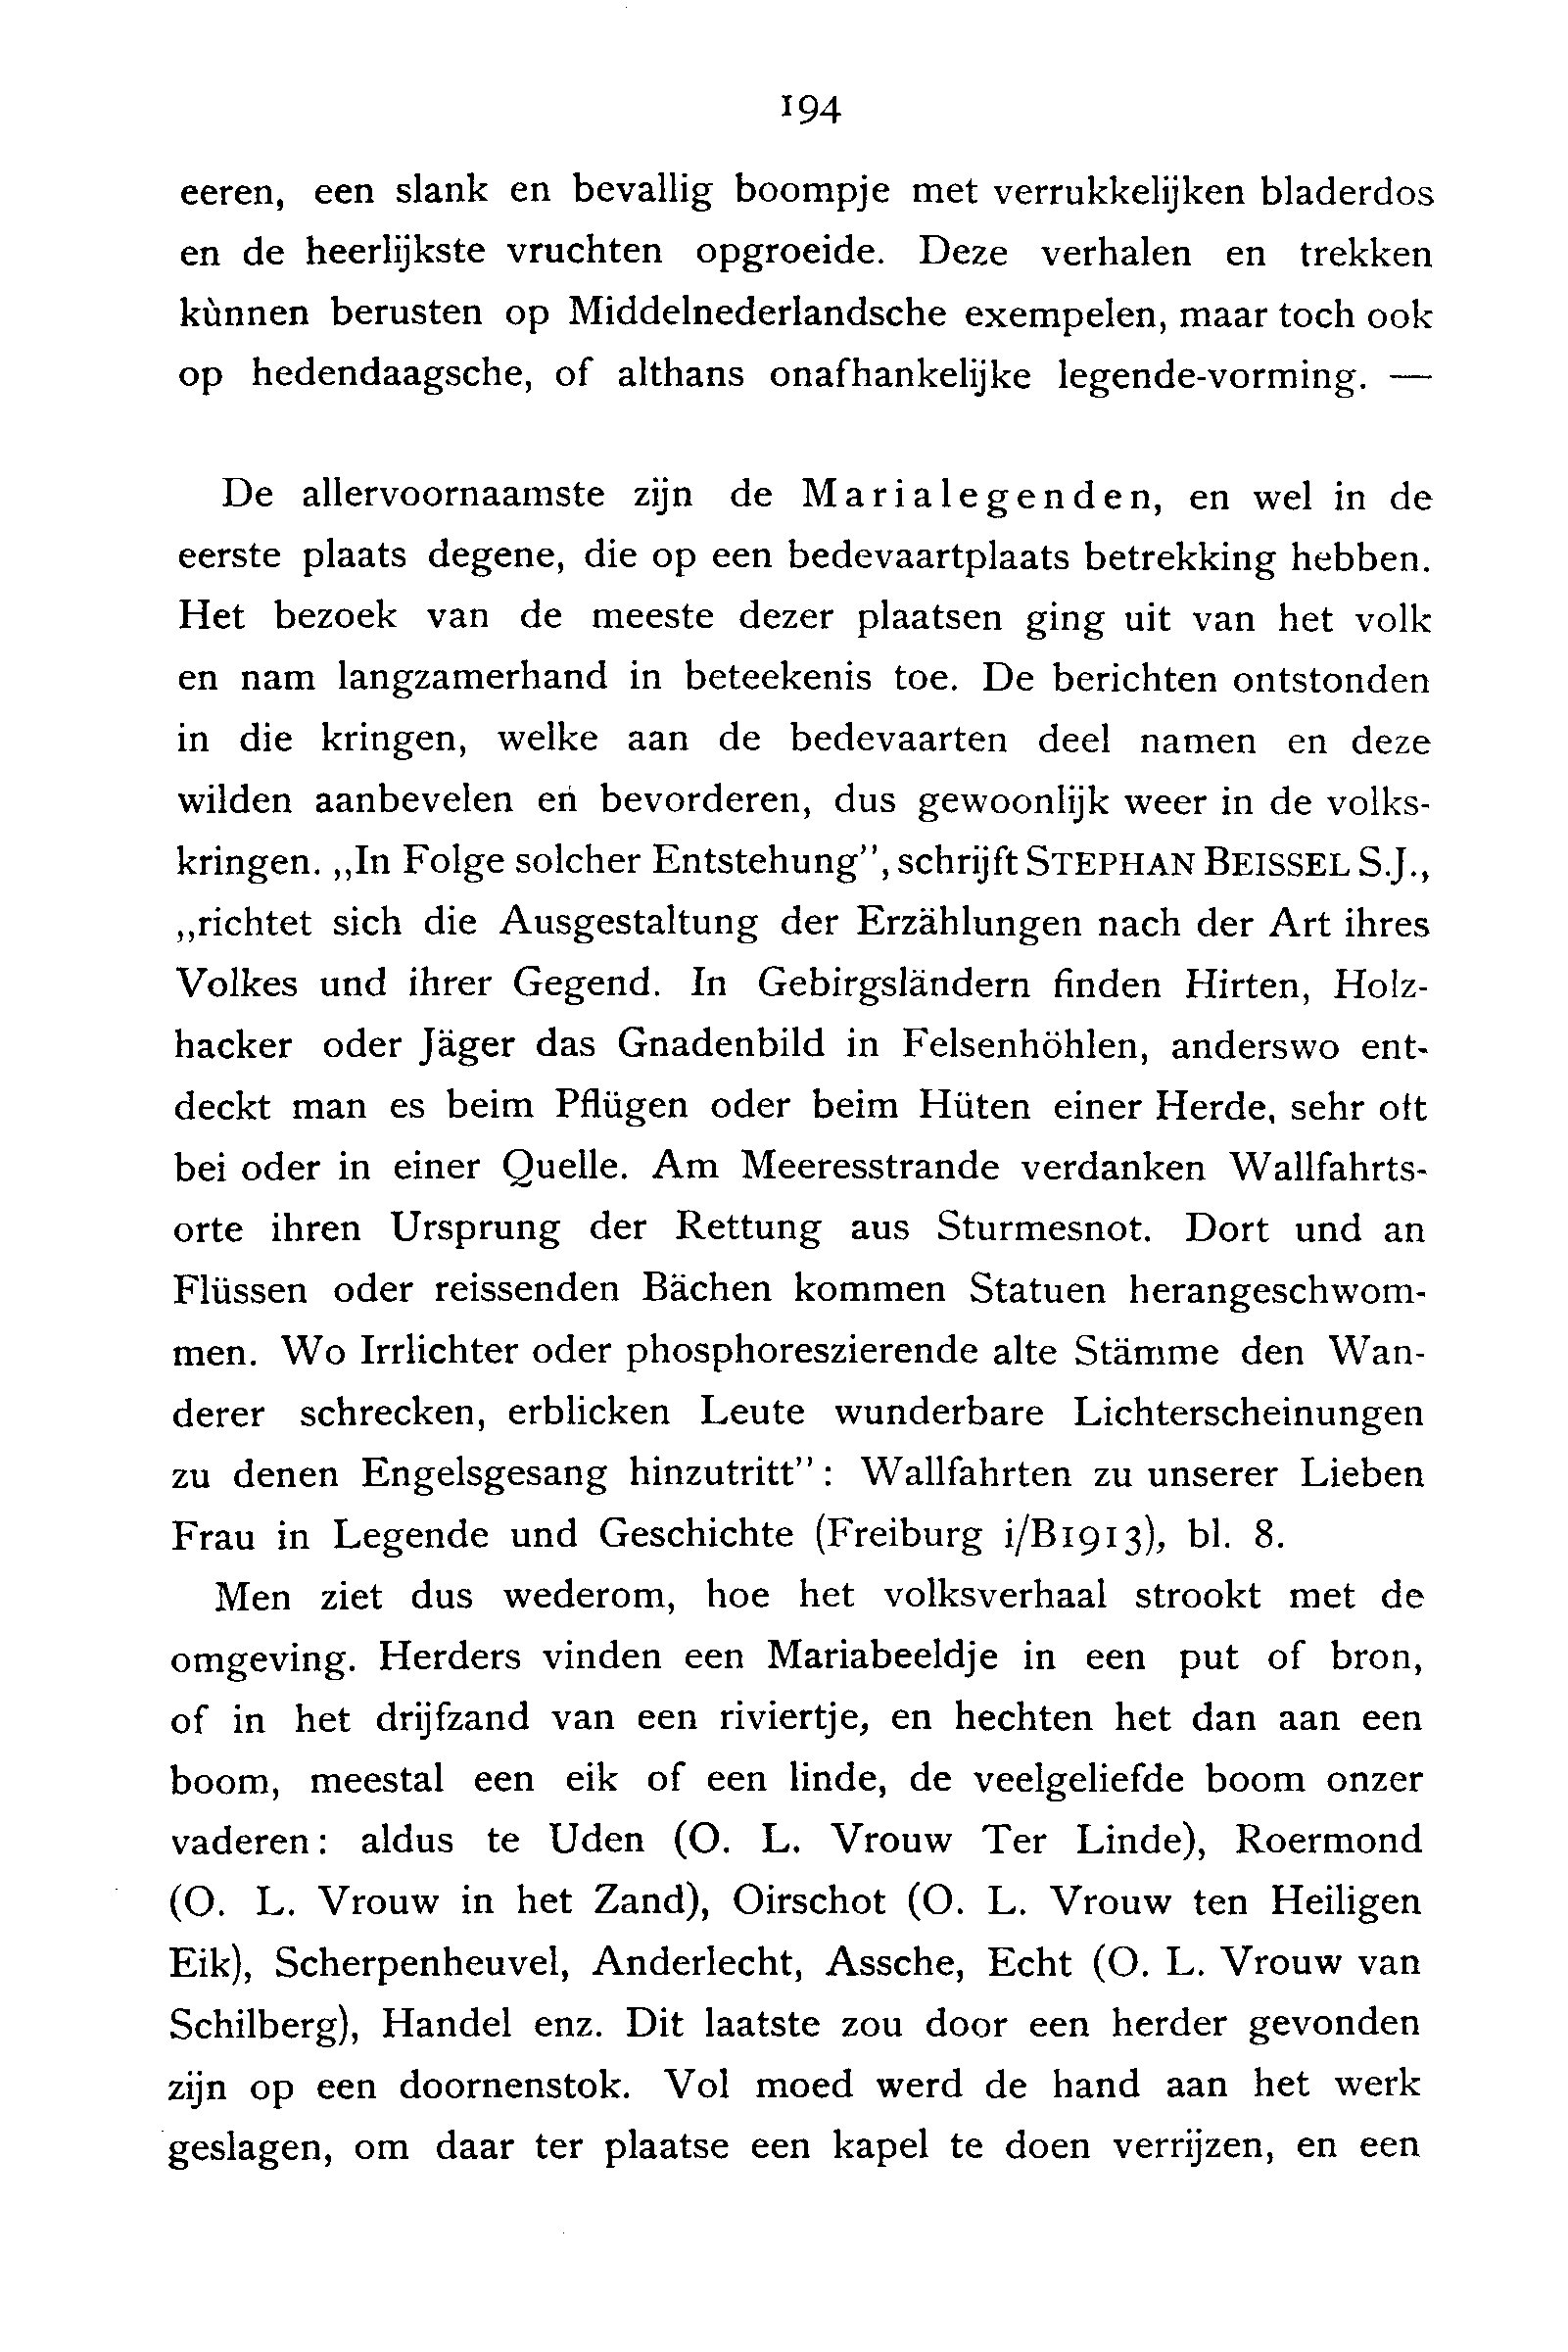 194
eeren, een slank en bevallig boompje met verrukkelijken bladerdos
en de heerlijkste vruchten opgroeide. Deze verhalen en trekken
kùnnen berusten op Middelnederlandsche exempelen, maar toch ook
op hedendaagsche, of althans onafhankelijke legende-vorming. —
De allervoornaamste zijn de Marialegenden, en wel in de
eerste plaats degene, die op een bedevaartplaats betrekking hebben.
Het bezoek van de meeste dezer plaatsen ging uit van het volk
en nam langzamerhand in beteekenis toe. De berichten ontstonden
in die kringen, welke aan de bedevaarten deel namen en deze
wilden aanbevelen en bevorderen, dus gewoonlijk weer in de volks-
kringen. „In Folge solcher Entstehung”, schrijft STEPHAN BEISSEL S.J.,
„richtet sich die Ausgestaltung der Erzählungen nach der Art ihres
Volkes und ihrer Gegend. In Gebirgsländern finden Hirten, Holz-
hacker oder Jäger das Gnadenbild in Felsenhöhlen, anderswo ent-
deckt man es beim Pflügen oder beim Hüten einer Herde, sehr oft
bei oder in einer Quelle. Am Meeresstrande verdanken Wallfahrts-
orte ihren Ursprung der Rettung aus Sturmesnot. Dort und an
Flüssen oder reissenden Bächen kommen Statuen herangeschwom-
men. Wo Irrlichter oder phosphoreszierende alte Stämme den Wan-
derer schrecken, erblicken Leute wunderbare Lichterscheinungen
zu denen Engelsgesang hinzutritt”: Wallfahrten zu unserer Lieben
Frau in Legende und Geschichte (Freiburg i/B1913), bl. 8.
Men ziet dus wederom, hoe het volksverhaal strookt met de
omgeving. Herders vinden een Mariabeeldje in een put of bron,
of in het drijfzand van een riviertje, en hechten het dan aan een
boom, meestal een eik of een linde, de veelgeliefde boom onzer
vaderen: aldus te Uden (O. L. Vrouw Ter Linde), Roermond
(O. L. Vrouw in het Zand), Oirschot (O. L. Vrouw ten Heiligen
Eik), Scherpenheuvel, Anderlecht, Assche, Echt (O. L. Vrouw van
Schilberg), Handel enz. Dit laatste zou door een herder gevonden
zijn op een doornenstok. Vol moed werd de hand aan het werk
geslagen, om daar ter plaatse een kapel te doen verrijzen, en een